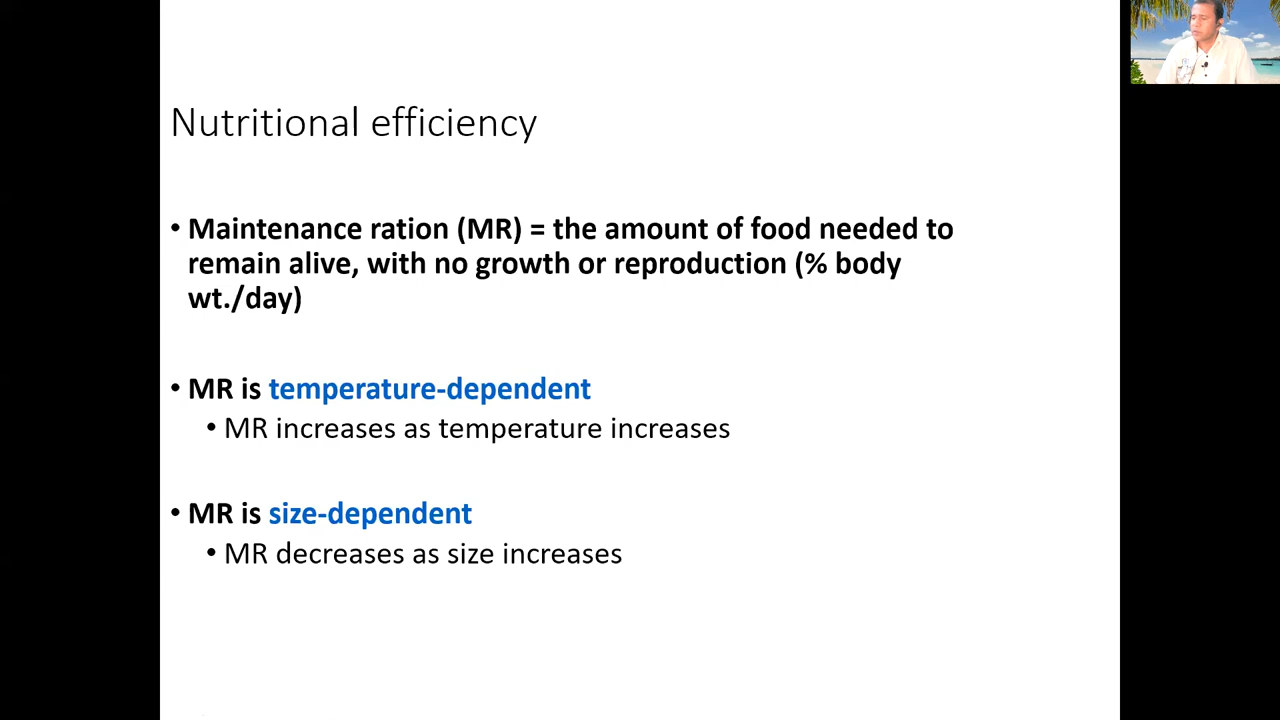 Nutritional efficiency
• Maintenance ration (MR) = the amount of food needed to
remain alive, with no growth or reproduction (% body
wt./day)
• MR is temperature-dependent
• MR increases as temperature increases
• MR is size-dependent
• MR decreases as size increases